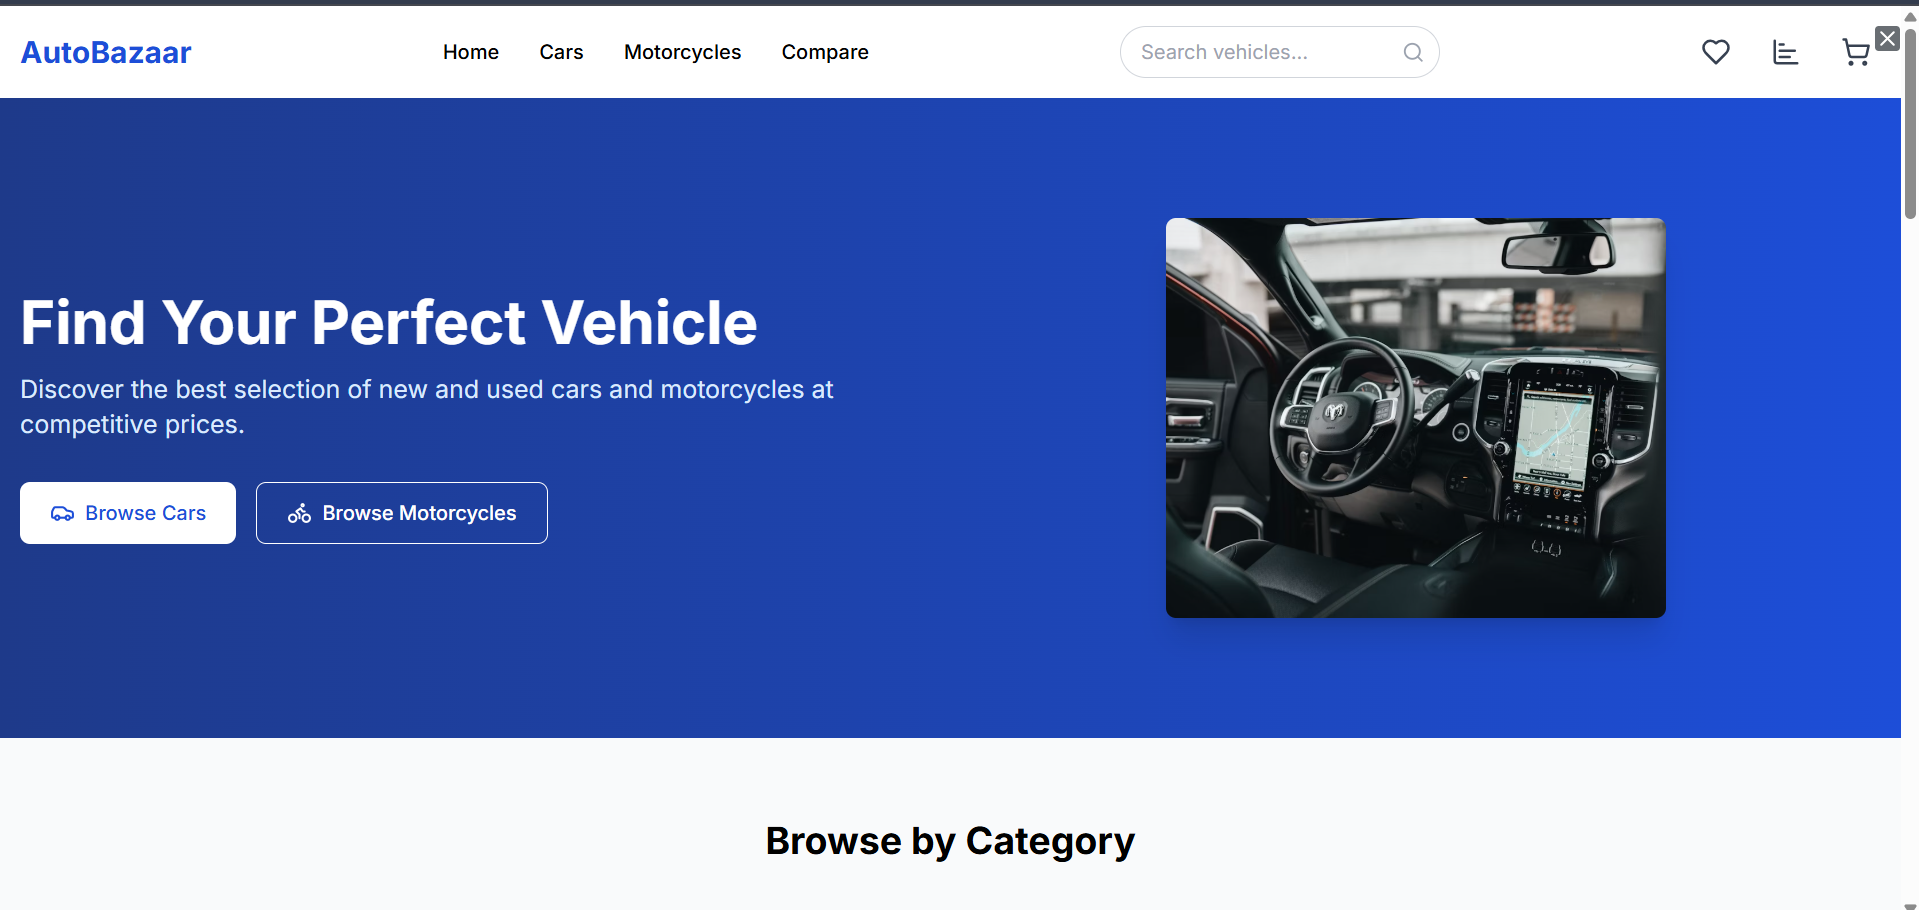 AutoBazaar
Home
Cars
Motorcycles
Compare
Search vehicles...
Find Your Perfect Vehicle
Discover the best selection of new and used cars and motorcycles at
competitive prices.
Browse Cars
Browse Motorcycles
Browse by Category